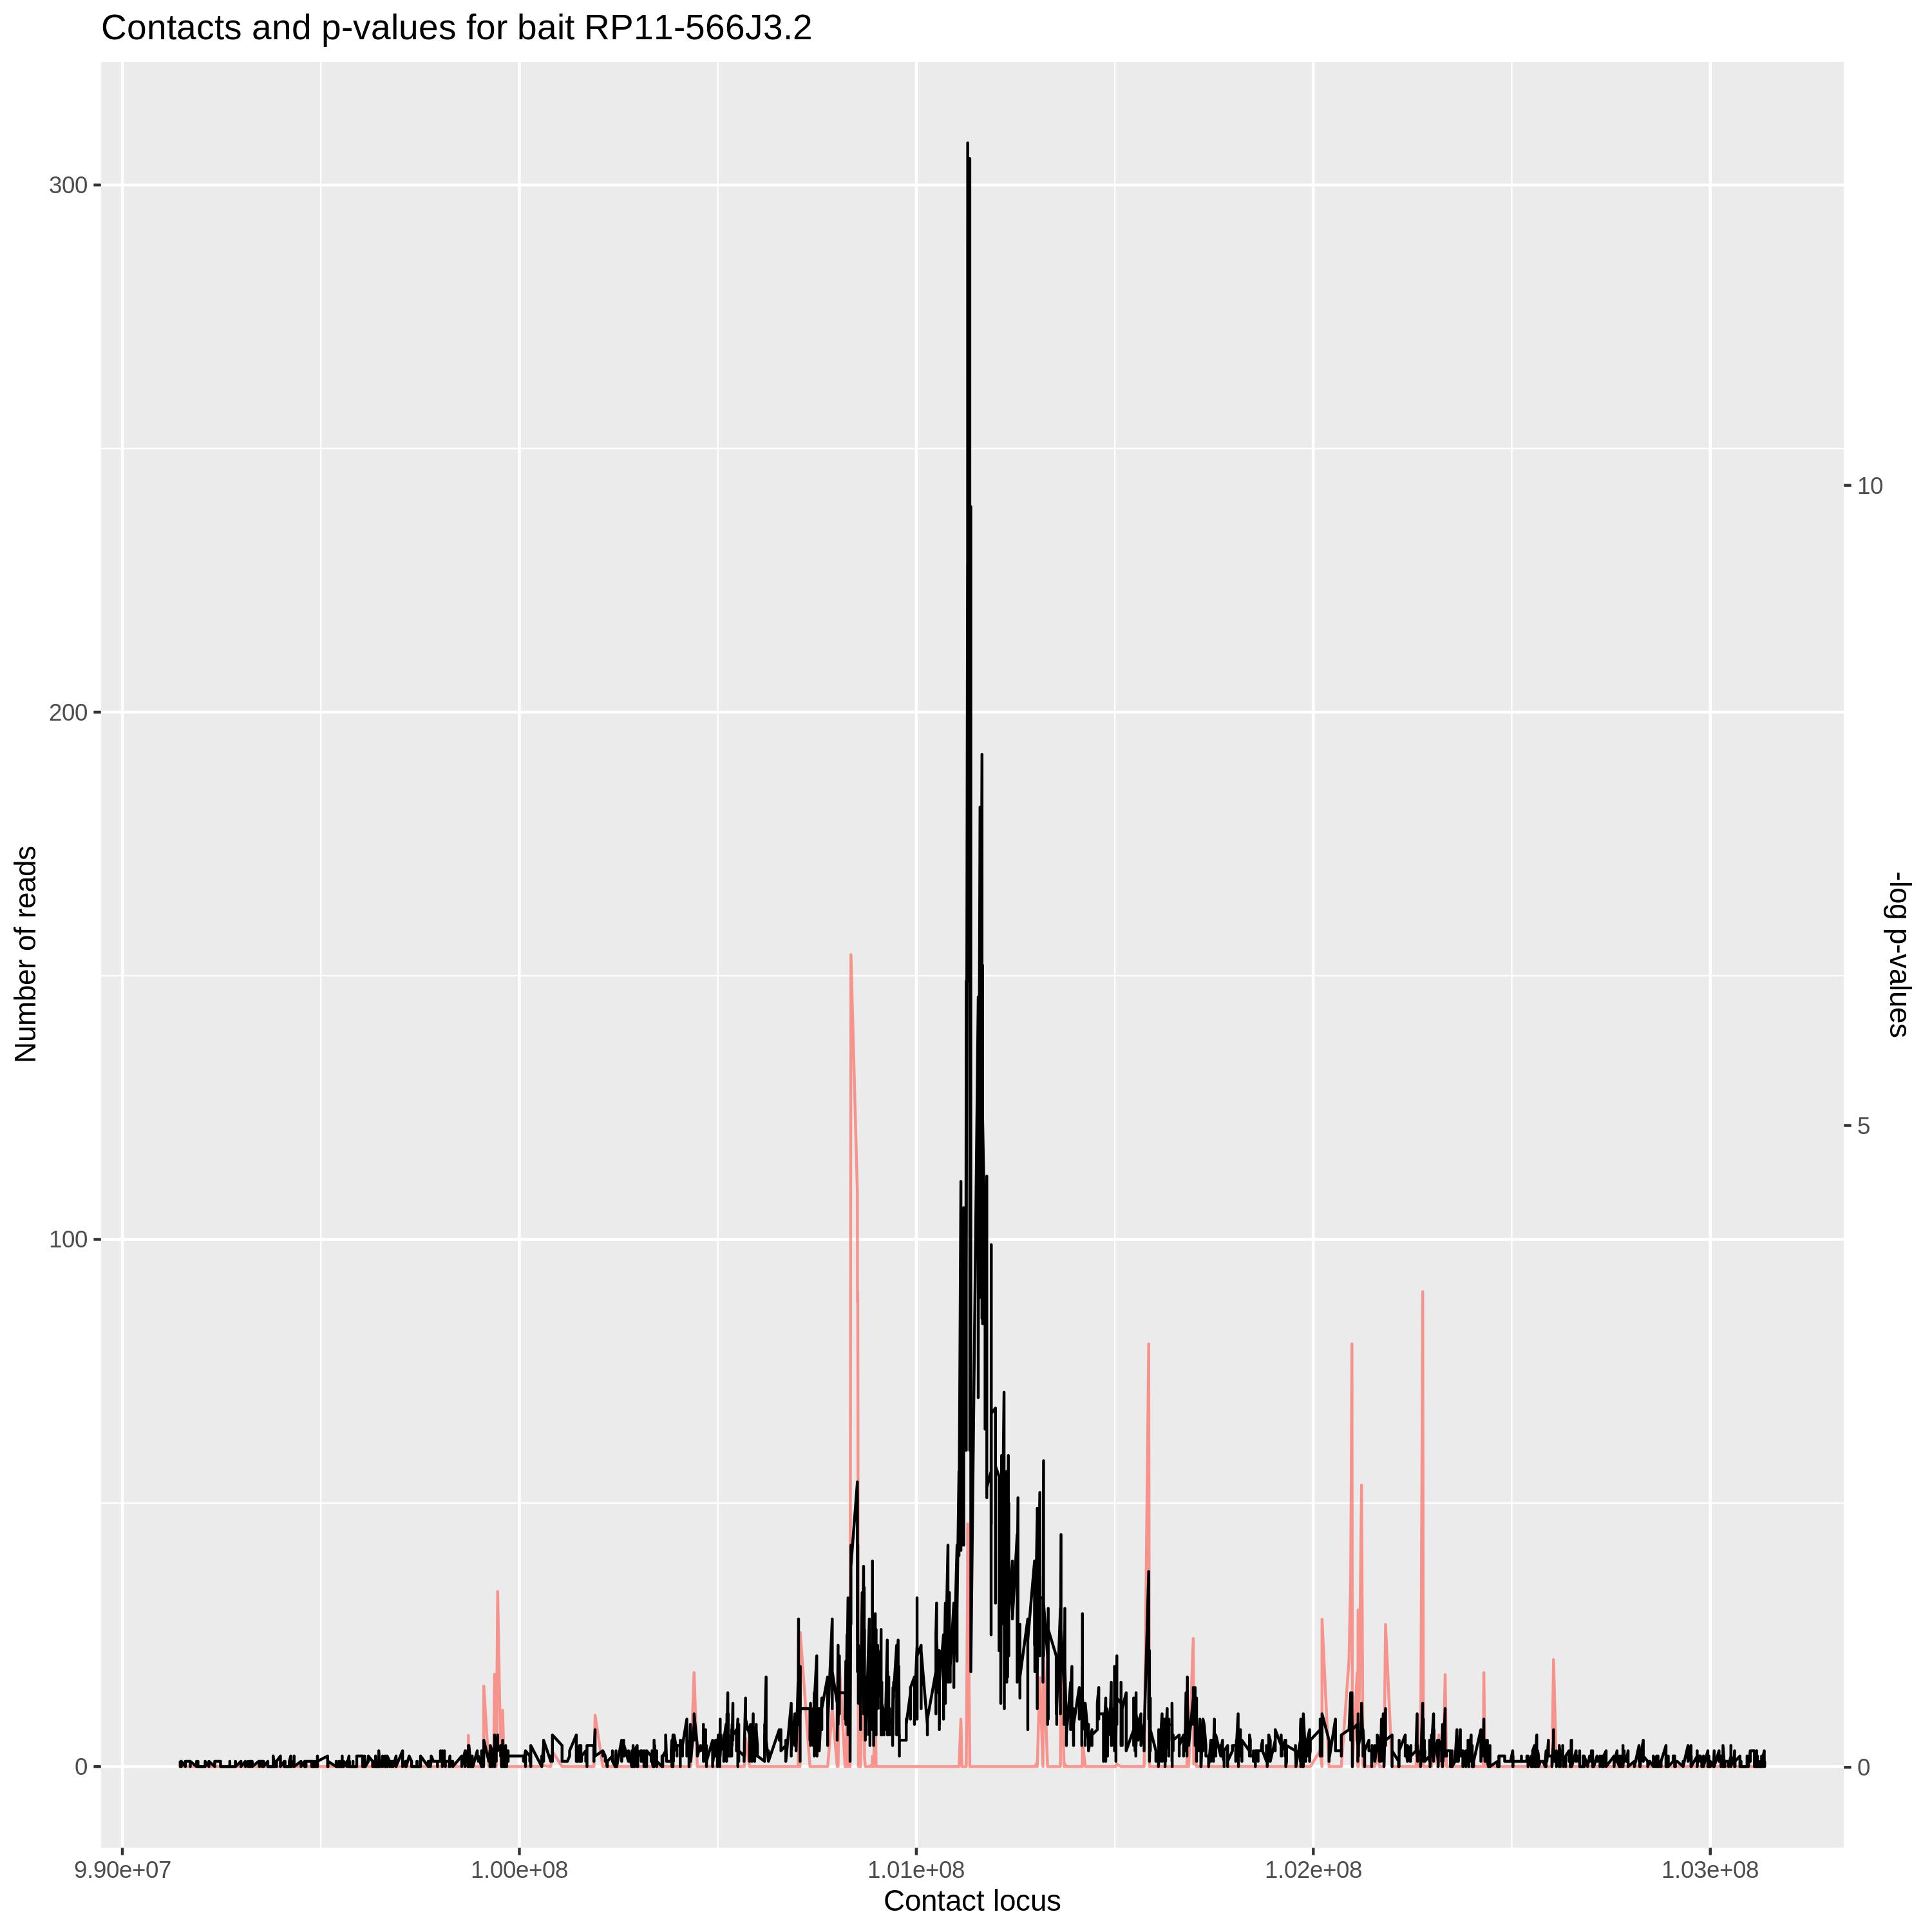 Contacts and p-values for bait RP11-566J3.2
300
200
100
0
Number of reads
10
5
0
-log p-values
9.90e+07
1.00e+08
1.01e+08
1.02e+08
1.03e+08
Contact locus